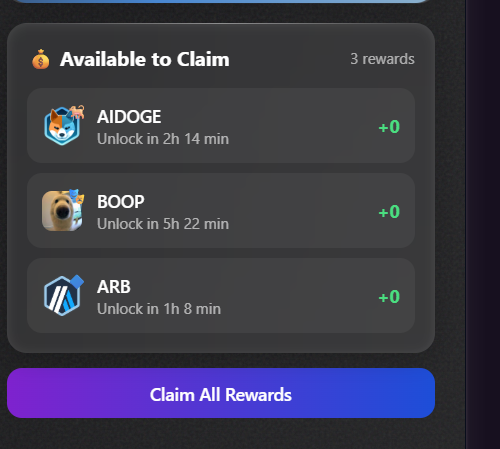 Available to Claim
3 rewards
AIDOGE
Unlock in 2h 14 min
+0
BOOP
Unlock in 5h 22 min
+0
ARB
Unlock in 1h 8 min
+0
Claim All Rewards